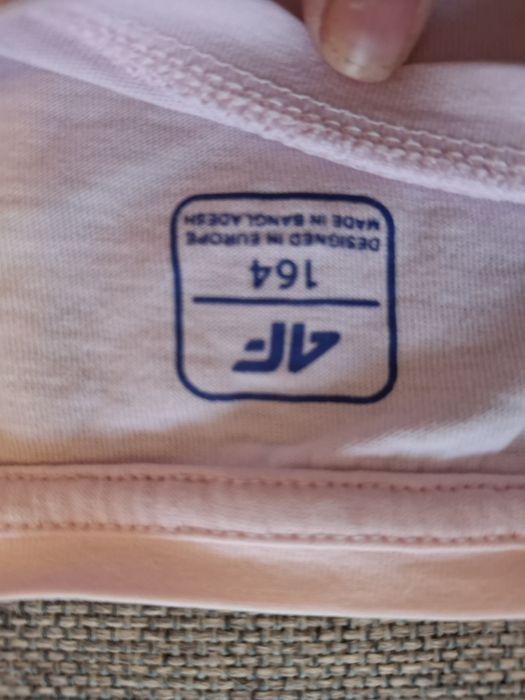 4F
164
DESIGNED IN EUROPE
MADE IN BANGLADESH